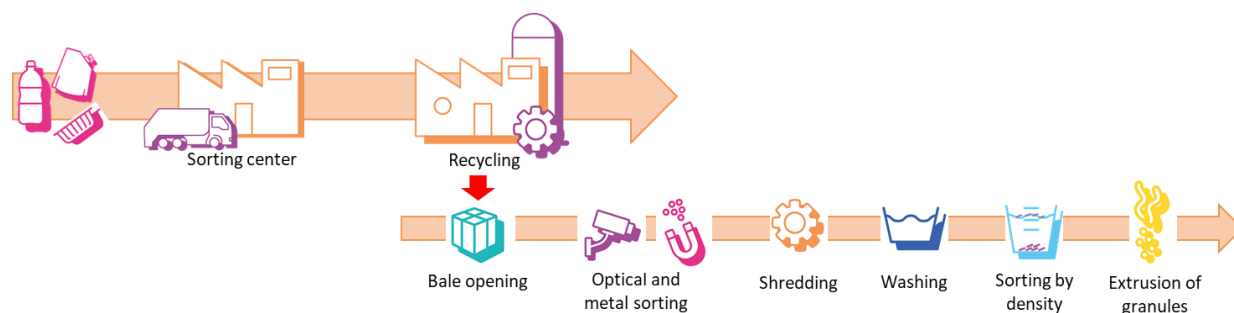 Sorting center
Recycling
Bale opening
Optical and
metal sorting
Shredding
Washing
Sorting by
density
Extrusion of
granules